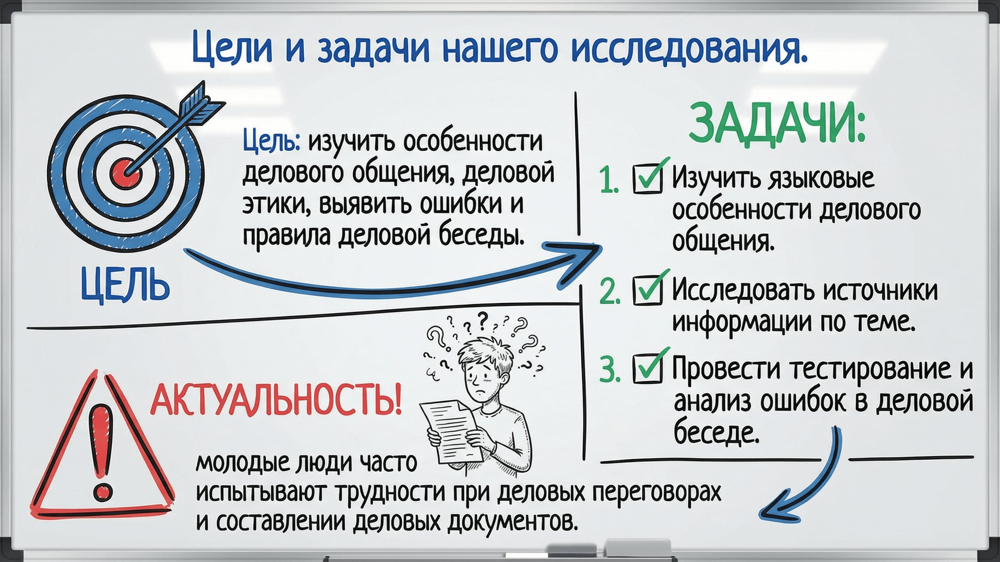 Цели и задачи нашего исследования.
Цель: изучить особенности
делового общения, деловой
этики, выявить ошибки и
правила деловой беседы.
ЦЕЛЬ
ЗАДАЧИ:
1. Изучить языковые
особенности делового
общения.
2. Исследовать источники
информации по теме.
3. Провести тестирование и
анализ ошибок в деловой
беседе.
АКТУАЛЬНОСТЬ!
молодые люди часто
испытывают трудности при деловых переговорах
и составлении деловых документов.